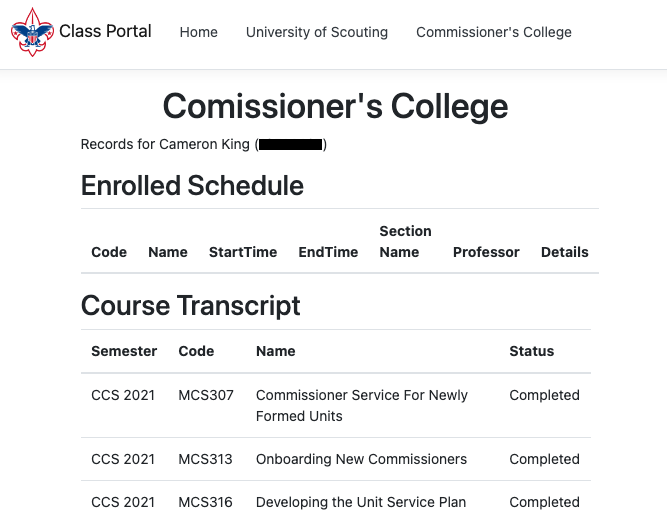 Class Portal Home University of Scouting Commissioner's College
Comissioner's College
Records for Cameron King ( )
Enrolled Schedule
Code Name StartTime EndTime Section Name Professor Details
Course Transcript
Semester Code Name Status
CCS 2021 MCS307 Commissioner Service For Newly Completed
Formed Units
CCS 2021 MCS313 Onboarding New Commissioners Completed
CCS 2021 MCS316 Developing the Unit Service Plan Completed